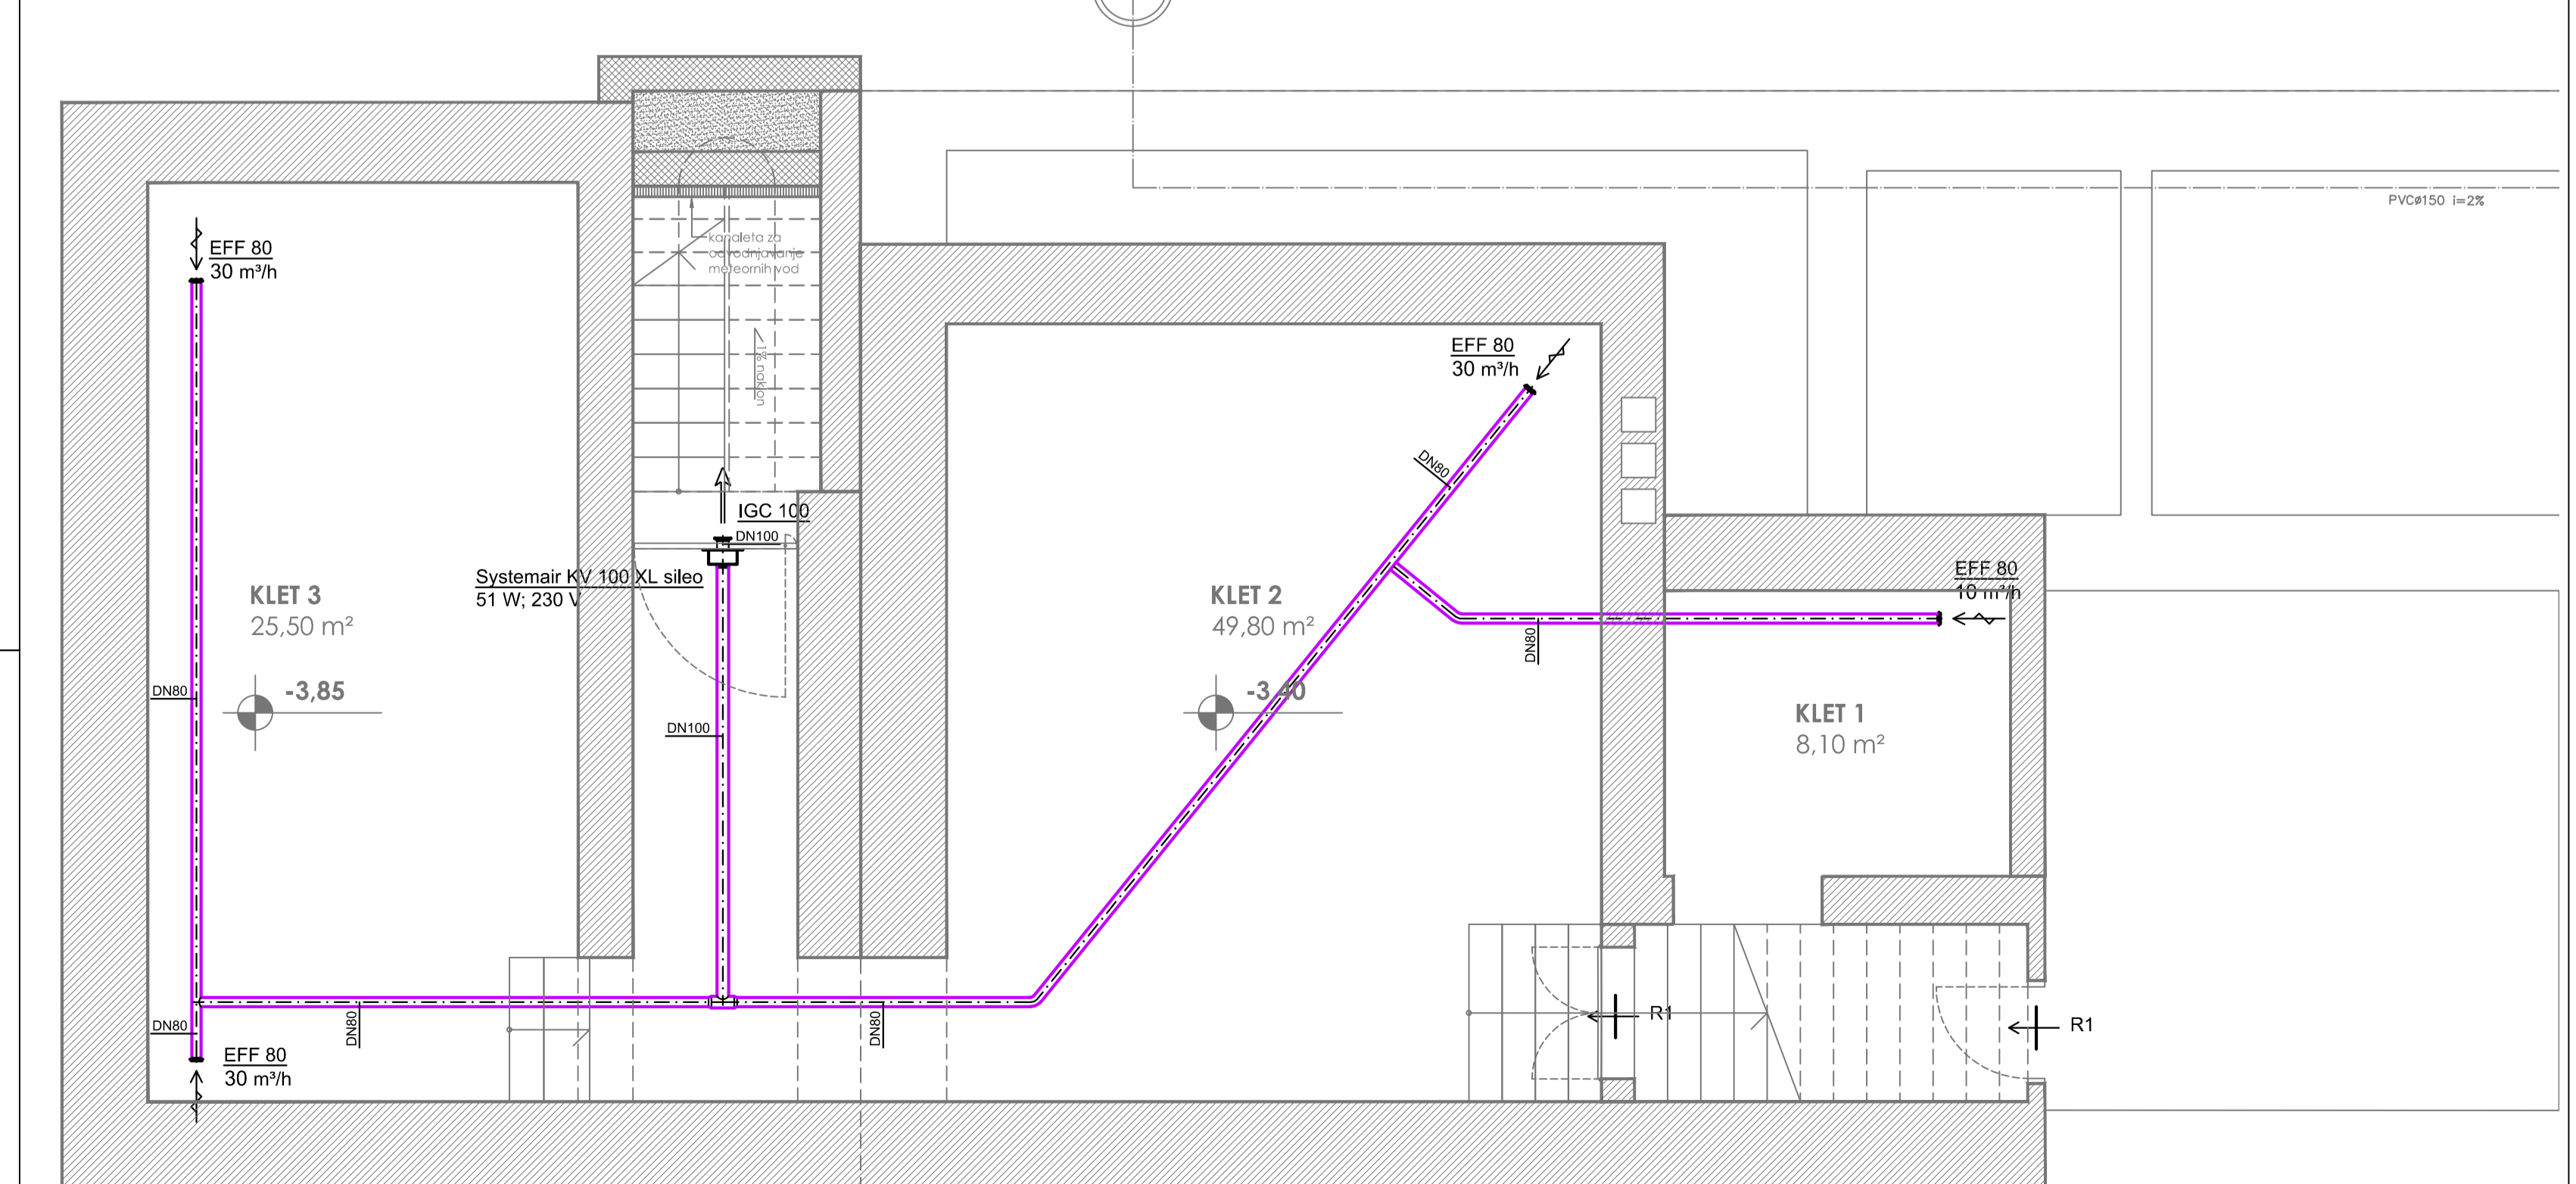 PVCø150 i=2%
kanaleta za
odvodnjavanje
meteornih vod
EFF 80
30 m³/h
1% naklon
EFF 80
30 m³/h
DN80
IGC 100
DN100
Systemair KV 100 XL sileo
51 W; 230 V
EFF 80
10 m³/h
KLET 3
25,50 m²
KLET 2
49,80 m²
DN80
-3,85
DN80
-3,40
KLET 1
8,10 m²
DN100
DN80
DN80
DN80
R1
R1
EFF 80
30 m³/h